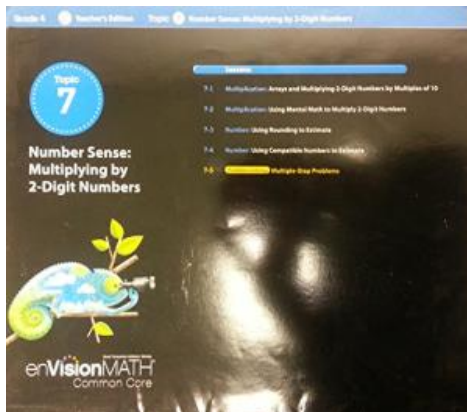 Grade 4 Teacher's Edition Topic 7 Number Sense: Multiplying by 2-Digit Numbers
Topic
7
Number Sense:
Multiplying by
2-Digit Numbers
Lessons
7-1 Multiplication: Arrays and Multiplying 2-Digit Numbers by Multiples of 10
7-2 Multiplication: Using Mental Math to Multiply 2-Digit Numbers
7-3 Number: Using Rounding to Estimate
7-4 Number: Using Compatible Numbers to Estimate
7-5 Multiple-Step Problems
enVisionMATH
Common Core